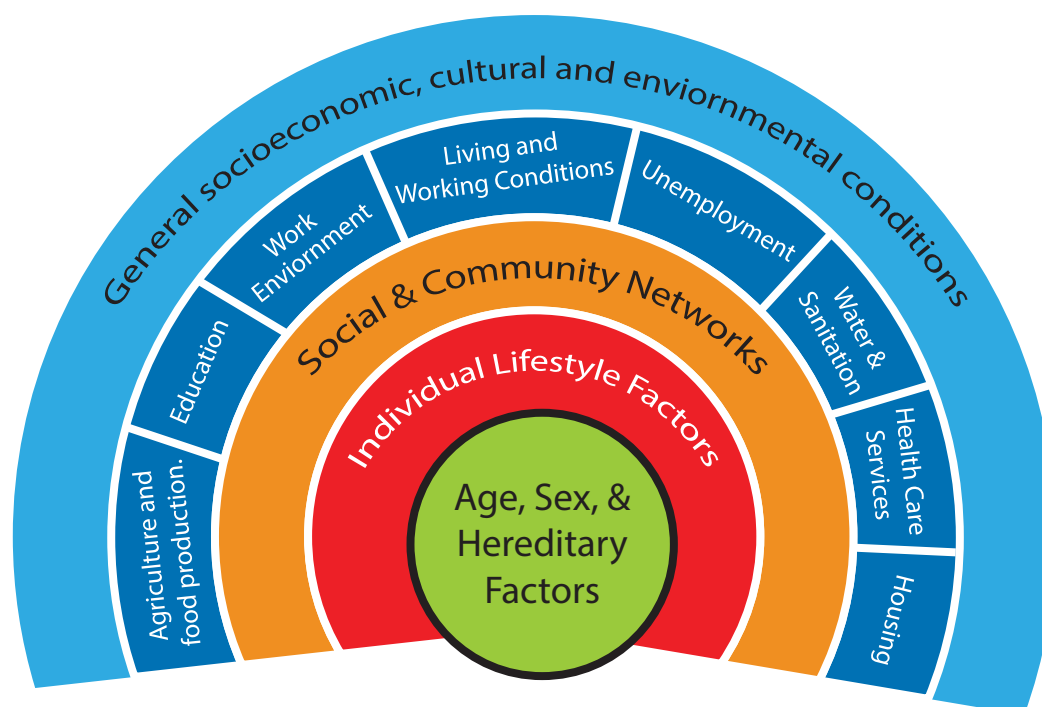 General socioeconomic, cultural and enviornmental conditions
Agriculture and
food production.
Education
Work
Enviornment
Living and
Working Conditions
Unemployment
Water &
Sanitation
Health Care
Services
Housing
Social & Community Networks
Individual Lifestyle Factors
Age, Sex, &
Hereditary
Factors